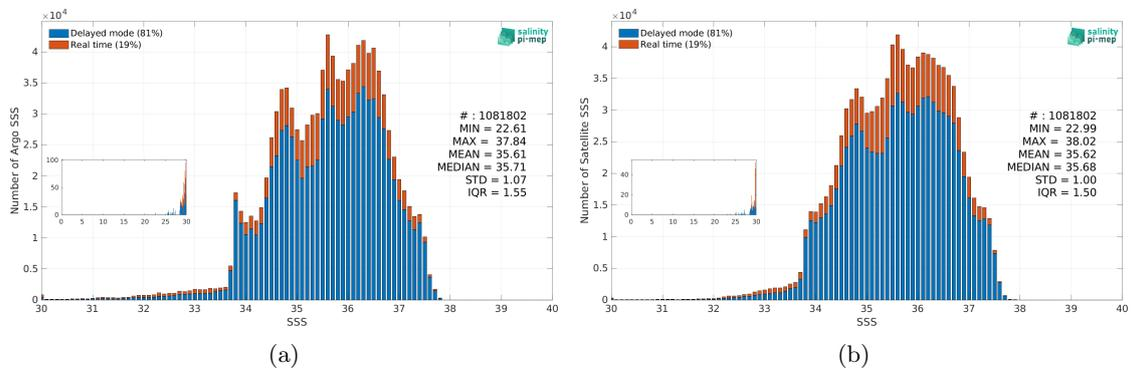 ×10⁴
Delayed mode (81%)
Real time (19%)
salinity
pi-mep
4
3.5
3
2.5
2
1.5
1
0.5
0
Number of Argo SSS
# : 1081802
MIN = 22.61
MAX = 37.84
MEAN = 35.61
MEDIAN = 35.71
STD = 1.07
IQR = 1.55
100
50
0
0 5 10 15 20 25 30
30 31 32 33 34 35 36 37 38 39 40
SSS
(a)
×10⁴
Delayed mode (81%)
Real time (19%)
salinity
pi-mep
4
3.5
3
2.5
2
1.5
1
0.5
0
Number of Satellite SSS
# : 1081802
MIN = 22.99
MAX = 38.02
MEAN = 35.62
MEDIAN = 35.68
STD = 1.00
IQR = 1.50
40
20
0
0 5 10 15 20 25 30
30 31 32 33 34 35 36 37 38 39 40
SSS
(b)